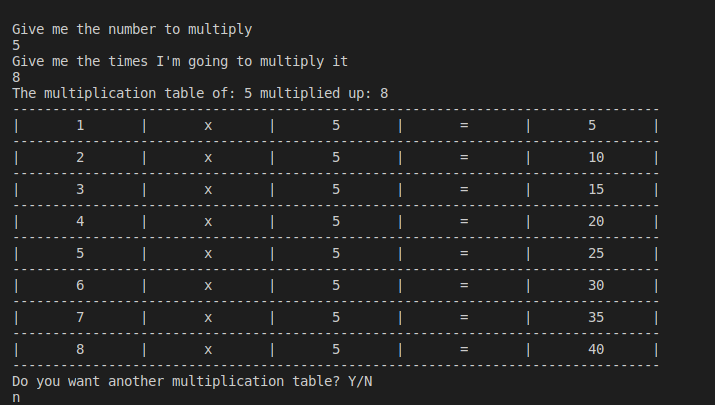 Give me the number to multiply
5
Give me the times I'm going to multiply it
8
The multiplication table of: 5 multiplied up: 8
---------------------------------------------------------------------------------
|       1       |       x       |       5       |       =       |       5       |
---------------------------------------------------------------------------------
|       2       |       x       |       5       |       =       |       10      |
---------------------------------------------------------------------------------
|       3       |       x       |       5       |       =       |       15      |
---------------------------------------------------------------------------------
|       4       |       x       |       5       |       =       |       20      |
---------------------------------------------------------------------------------
|       5       |       x       |       5       |       =       |       25      |
---------------------------------------------------------------------------------
|       6       |       x       |       5       |       =       |       30      |
---------------------------------------------------------------------------------
|       7       |       x       |       5       |       =       |       35      |
---------------------------------------------------------------------------------
|       8       |       x       |       5       |       =       |       40      |
---------------------------------------------------------------------------------
Do you want another multiplication table? Y/N
n